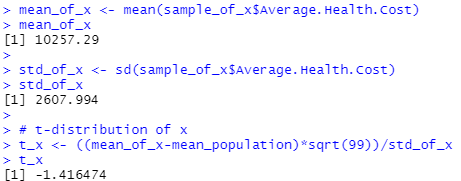 > mean_of_x <- mean(sample_of_x$Average.Health.Cost)
> mean_of_x
[1] 10257.29
>
> std_of_x <- sd(sample_of_x$Average.Health.Cost)
> std_of_x
[1] 2607.994
>
> # t-distribution of x
> t_x <- ((mean_of_x-mean_population)*sqrt(99))/std_of_x
> t_x
[1] -1.416474